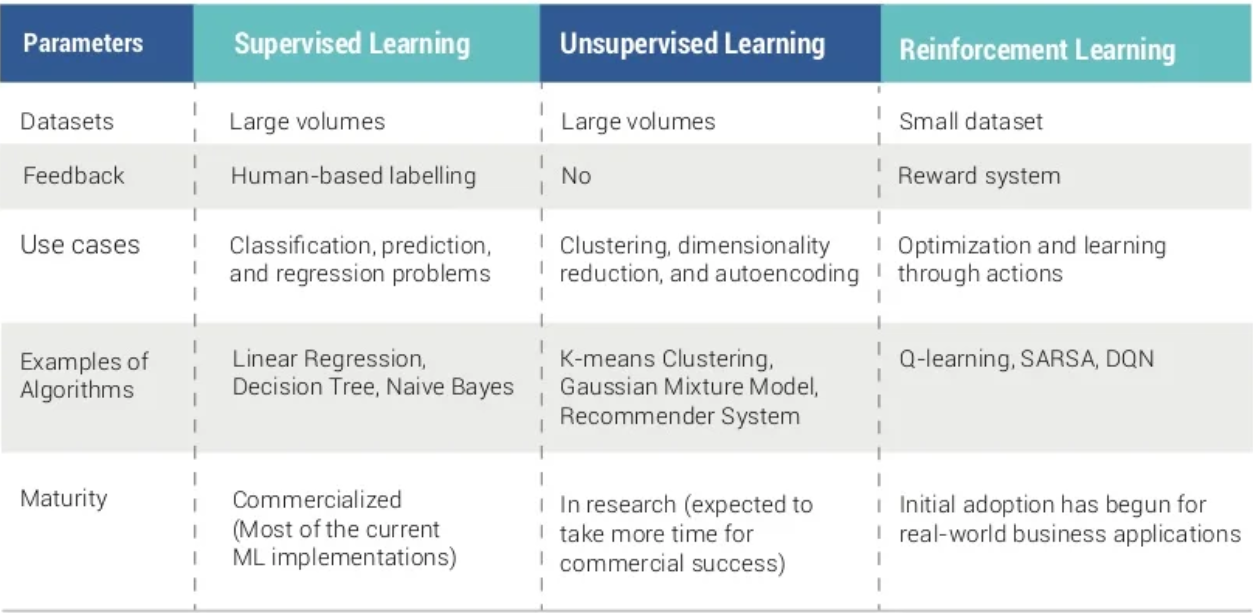 Parameters Supervised Learning Unsupervised Learning Reinforcement Learning
Datasets Large volumes Large volumes Small dataset
Feedback Human-based labelling No Reward system
Use cases Classification, prediction, Clustering, dimensionality Optimization and learning
and regression problems reduction, and autoencoding through actions
Examples of Linear Regression, K-means Clustering, Q-learning, SARSA, DQN
Algorithms Decision Tree, Naive Bayes Gaussian Mixture Model,
Recommender System
Maturity Commercialized In research (expected to Initial adoption has begun for
(Most of the current take more time for real-world business applications
ML implementations) commercial success)